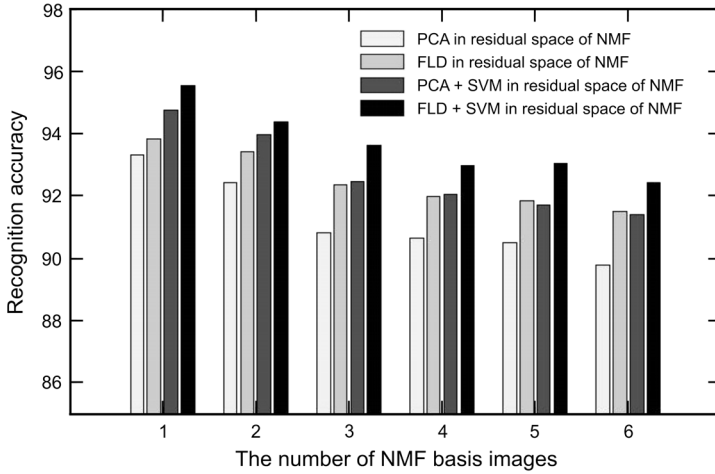 98
96
94
92
90
88
86
Recognition accuracy
PCA in residual space of NMF
FLD in residual space of NMF
PCA + SVM in residual space of NMF
FLD + SVM in residual space of NMF
1 2 3 4 5 6
The number of NMF basis images